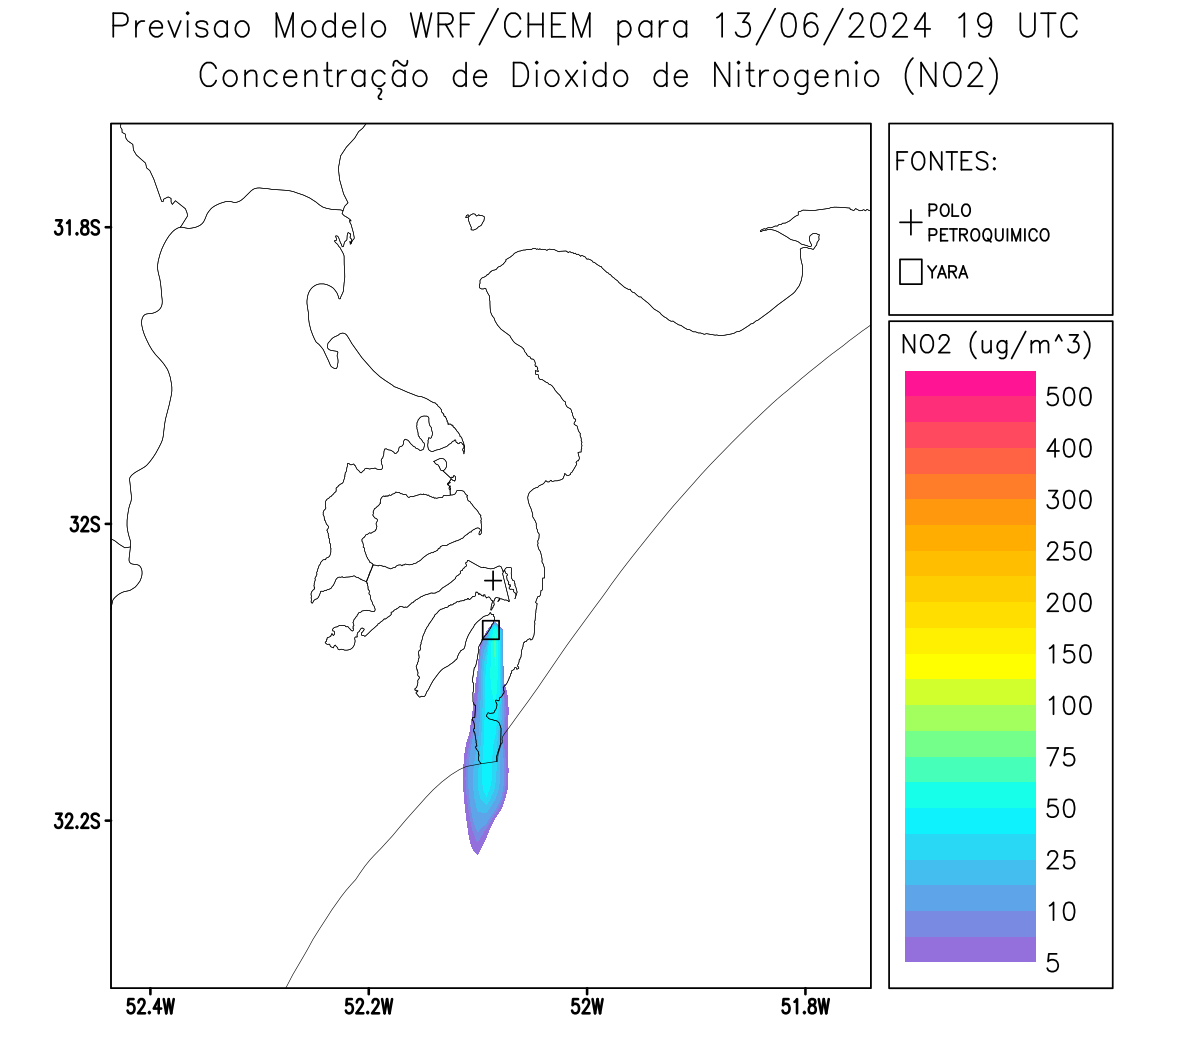 Previsao Modelo WRF/CHEM para 13/06/2024 19 UTC
Concentração de Dioxido de Nitrogenio (NO2)
FONTES:
POLO
PETROQUIMICO
YARA
NO2 (ug/m^3)
500
400
300
250
200
150
100
75
50
25
10
5
31.8S
32S
32.2S
52.4W
52.2W
52W
51.8W